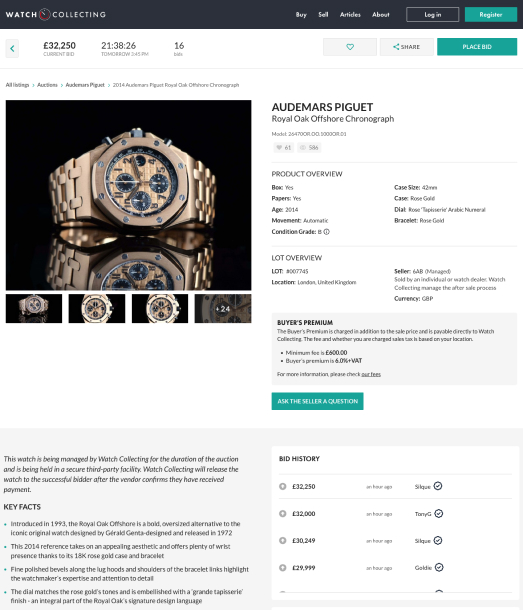 WATCH COLLECTING
Buy Sell Articles About Log in Register
£32,250 21:38:26 16
CURRENT BID TOMORROW 2:45 PM bids
SHARE PLACE BID
All listings > Auctions > Audemars Piguet > 2014 Audemars Piguet Royal Oak Offshore Chronograph
AUDEMARS PIGUET
Royal Oak Offshore Chronograph
Model: 26470OR.OO.1000OR.01
61 586
PRODUCT OVERVIEW
Box: Yes
Papers: Yes
Age: 2014
Movement: Automatic
Condition Grade: B
Case Size: 42mm
Case: Rose Gold
Dial: Rose 'Tapisserie' Arabic Numeral
Bracelet: Rose Gold
LOT OVERVIEW
LOT: #007745
Location: London, United Kingdom
Seller: 6AB (Managed)
Sold by an individual or watch dealer. Watch
Collecting manage the after sale process
Currency: GBP
+24
BUYER'S PREMIUM
The Buyer's Premium is charged in addition to the sale price and is payable directly to Watch
Collecting. The fee and whether you are charged sales tax is based on your location.
• Minimum fee is £600.00
• Buyer's premium is 6.0%+VAT
For more information, please check our fees
ASK THE SELLER A QUESTION
This watch is being managed by Watch Collecting for the duration of the auction
and is being held in a secure third-party facility. Watch Collecting will release the
watch to the successful bidder after the vendor confirms they have received
payment.
KEY FACTS
• Introduced in 1993, the Royal Oak Offshore is a bold, oversized alternative to the
iconic original watch designed by Gérald Genta-designed and released in 1972
• This 2014 reference takes on an appealing aesthetic and offers plenty of wrist
presence thanks to its 18K rose gold case and bracelet
• Fine polished bevels along the lug hoods and shoulders of the bracelet links highlight
the watchmaker's expertise and attention to detail
• The dial matches the rose gold's tones and is embellished with a 'grande tapisserie'
finish - an integral part of the Royal Oak's signature design language
BID HISTORY
£32,250 an hour ago Silque
£32,000 an hour ago TonyG
£30,249 an hour ago Silque
£29,999 an hour ago Goldie